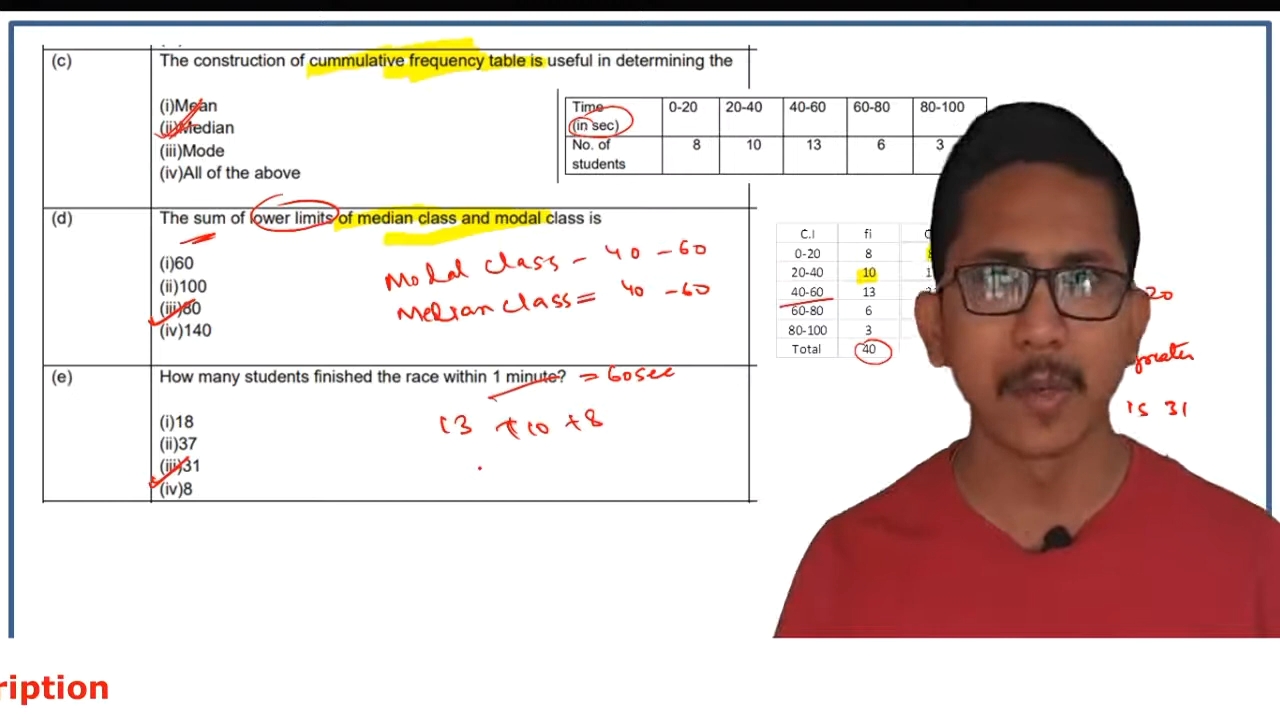 (c) The construction of cummulative frequency table is useful in determining the
(i)Mean
(ii)Median
(iii)Mode
(iv)All of the above
Time (in sec) 0-20 20-40 40-60 60-80 80-100
No. of students 8 10 13 6 3
(d) The sum of lower limits of median class and modal class is
(i)60
(ii)100
(iii)80
(iv)140
Modal class - 40 - 60
Median class = 40 - 60
C.I fi
0-20 8
20-40 10
40-60 13
60-80 6
80-100 3
Total 40
20
greater
is 31
(e) How many students finished the race within 1 minute? = 60sec
(i)18
(ii)37
(iii)31
(iv)8
13 + 10 + 8
ription